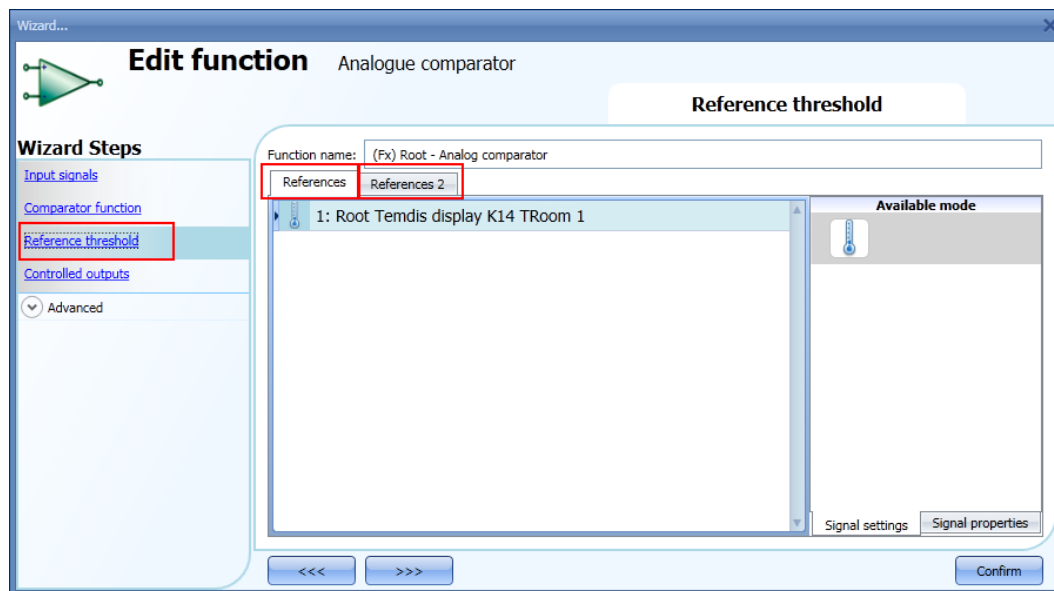 Wizard...
Edit function Analogue comparator
Reference threshold
Wizard Steps
Input signals
Comparator function
Reference threshold
Controlled outputs
Advanced
Function name: (Fx) Root - Analog comparator
References References 2
1: Root Temdis display K14 TRoom 1
Available mode
Signal settings Signal properties
<<< >>> Confirm